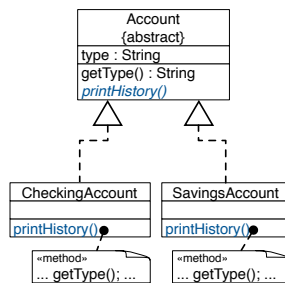 Account
{abstract}
type : String
getType() : String
printHistory()
CheckingAccount
SavingsAccount
printHistory()
printHistory()
«method»
... getType(); ...
«method»
... getType(); ...